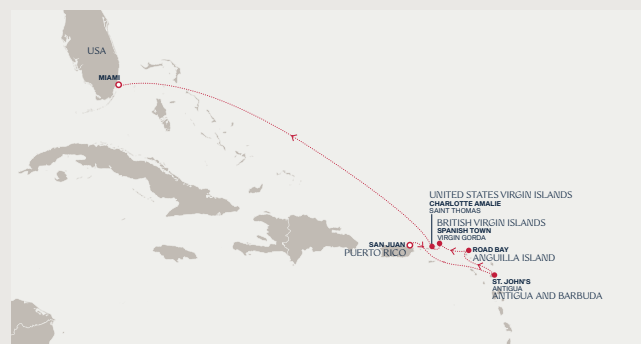 USA
MIAMI
UNITED STATES VIRGIN ISLANDS
CHARLOTTE AMALIE
SAINT THOMAS
BRITISH VIRGIN ISLANDS
SPANISH TOWN
VIRGIN GORDA
SAN JUAN
PUERTO RICO
ROAD BAY
ANGUILLA ISLAND
ST. JOHN'S
ANTIGUA
ANTIGUA AND BARBUDA